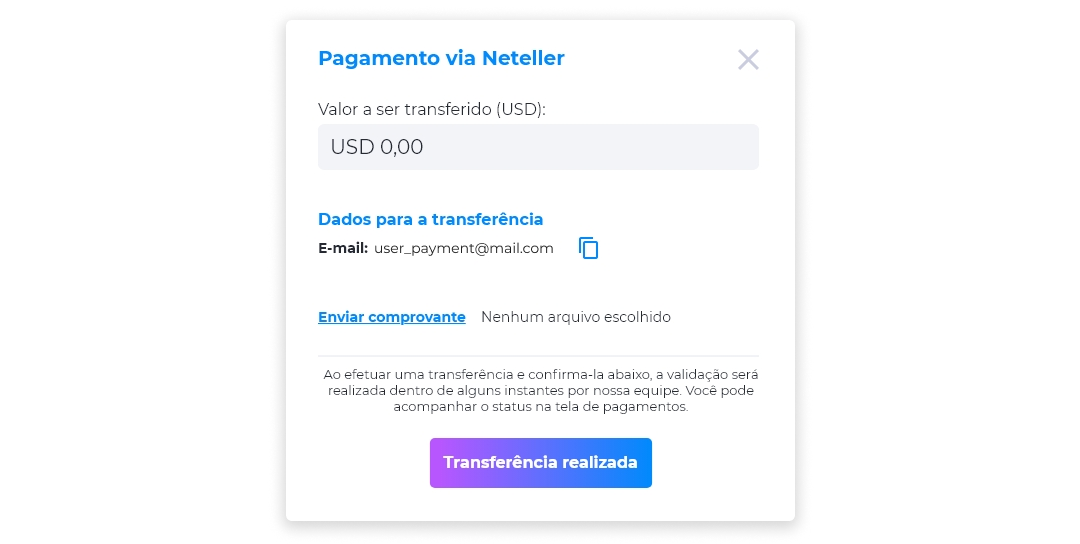 Pagamento via Neteller
Valor a ser transferido (USD):
USD 0,00
Dados para a transferência
E-mail: user_payment@mail.com
Enviar comprovante Nenhum arquivo escolhido
Ao efetuar uma transferência e confirma-la abaixo, a validação será
realizada dentro de alguns instantes por nossa equipe. Você pode
acompanhar o status na tela de pagamentos.
Transferência realizada